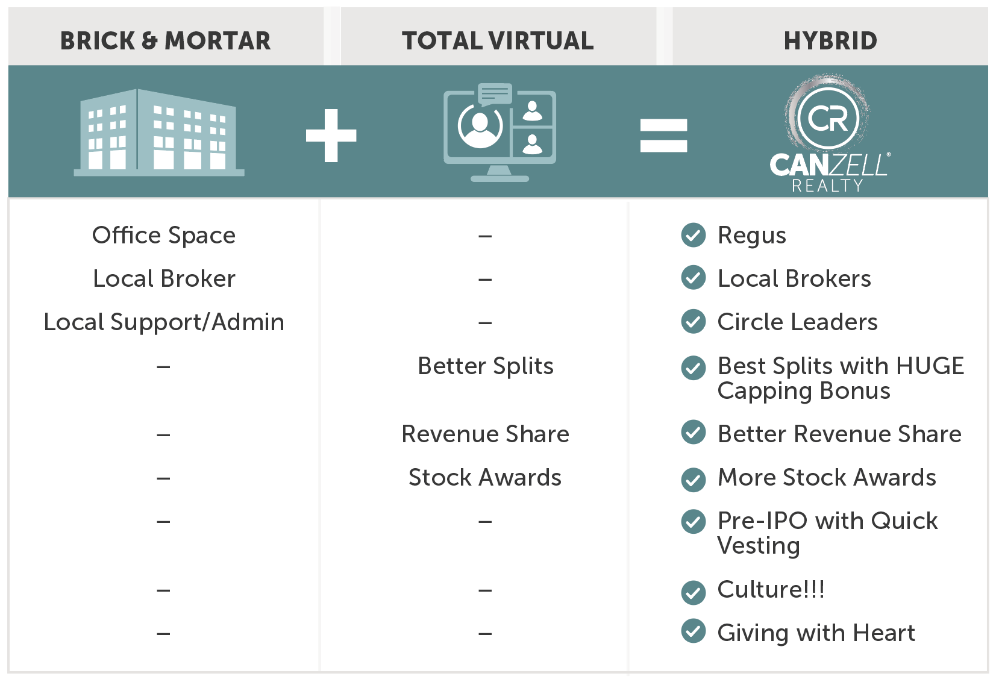 BRICK & MORTAR
TOTAL VIRTUAL
HYBRID
CR
CANZELL®
REALTY
Office Space
–
Regus
Local Broker
–
Local Brokers
Local Support/Admin
–
Circle Leaders
–
Better Splits
Best Splits with HUGE
Capping Bonus
–
Revenue Share
Better Revenue Share
–
Stock Awards
More Stock Awards
–
–
Pre-IPO with Quick
Vesting
–
–
Culture!!!
–
–
Giving with Heart